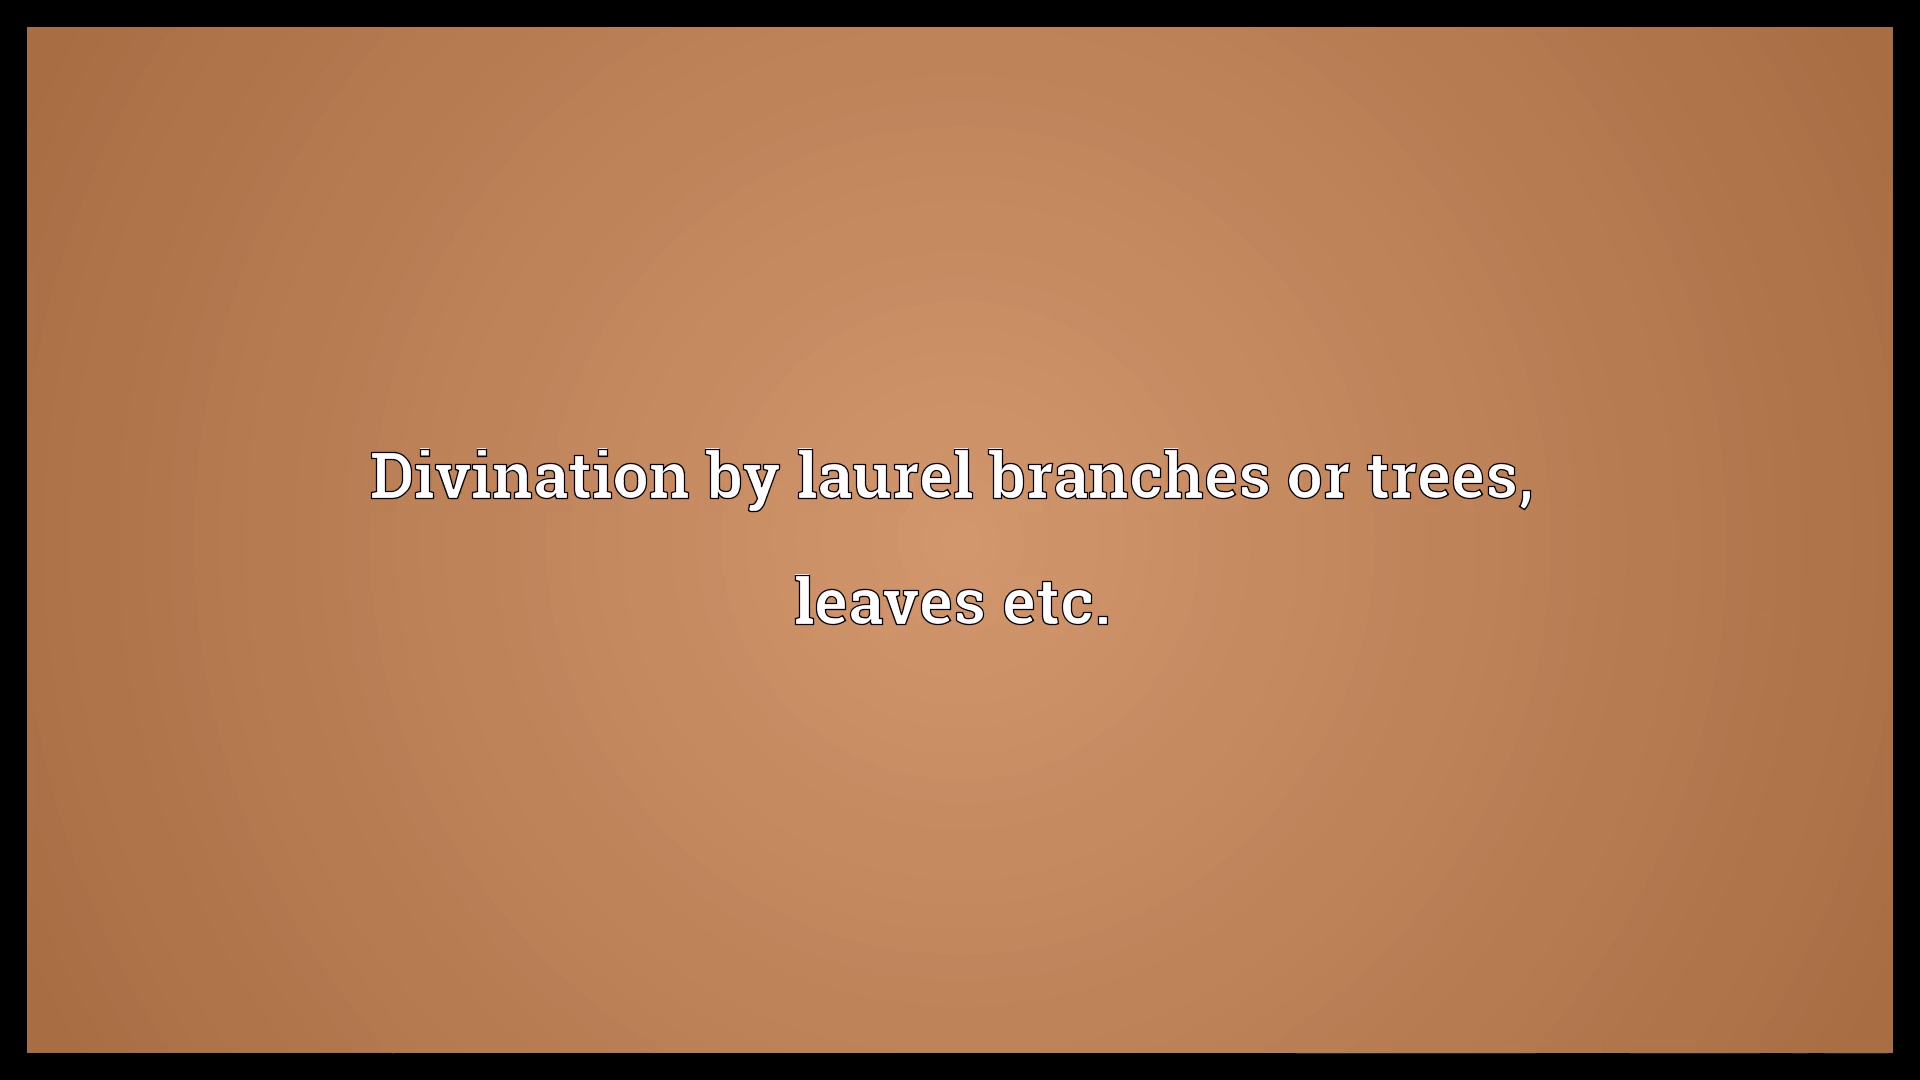 Divination by laurel branches or trees,
leaves etc.